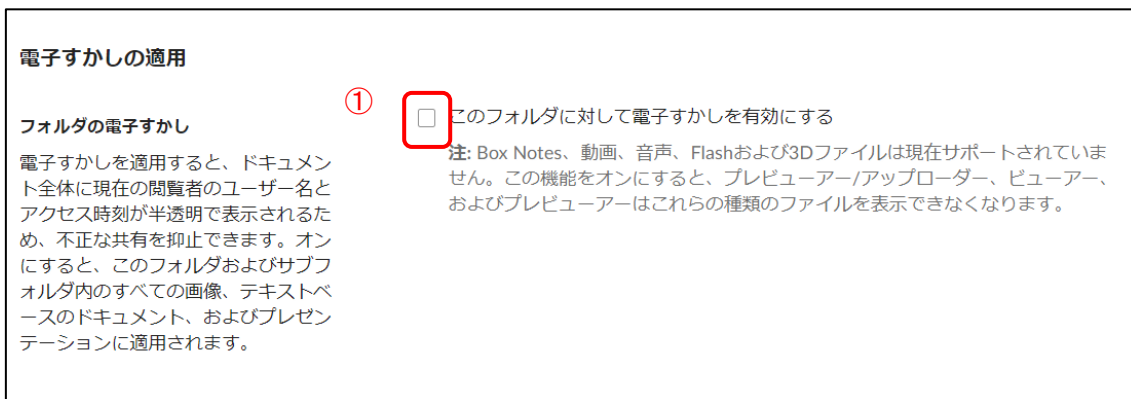 電子すかしの適用
フォルダの電子すかし
電子すかしを適用すると、ドキュメン
ト全体に現在の閲覧者のユーザー名と
アクセス時刻が半透明で表示されるた
め、不正な共有を抑止できます。オン
にすると、このフォルダおよびサブフ
ォルダ内のすべての画像、テキストベ
ースのドキュメント、およびプレゼン
テーションに適用されます。
①
このフォルダに対して電子すかしを有効にする
注: Box Notes、動画、音声、Flashおよび3Dファイルは現在サポートされていま
せん。この機能をオンにすると、プレビューアー/アップローダー、ビューアー、
およびプレビューアーはこれらの種類のファイルを表示できなくなります。